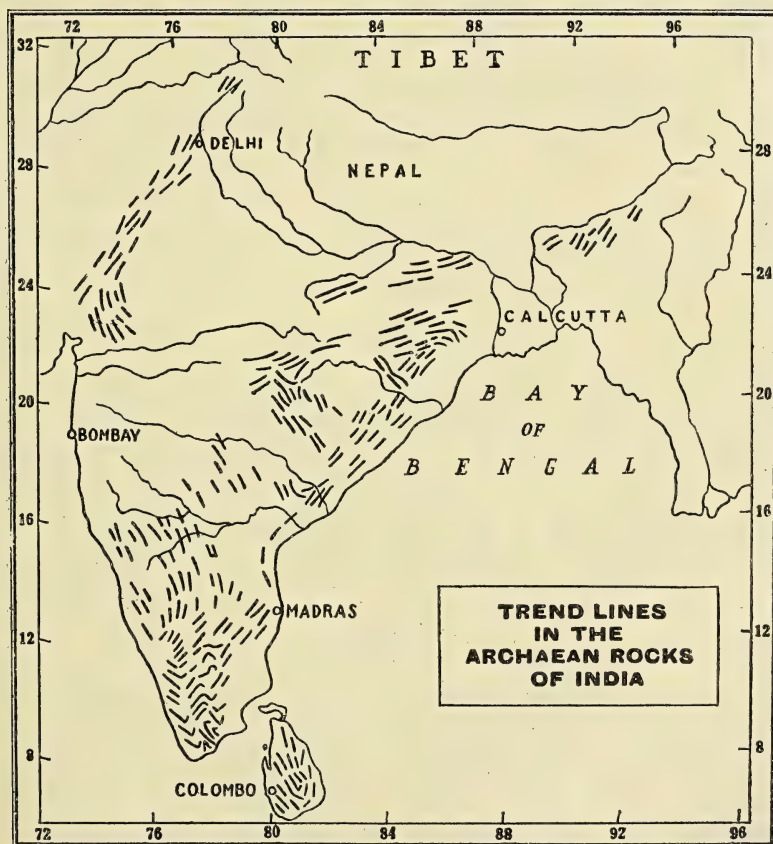 72 76 80 84 88 92 96
32
TIBET
DELHI
28 28
NEPAL
24 24
CALCUTTA
20 20
BAY
OF
BENGAL
BOMBAY
16 16
MADRAS
TREND LINES
IN THE
ARCHAEAN ROCKS
OF INDIA
12 12
8 8
COLOMBO
72 76 80 84 88 92 96